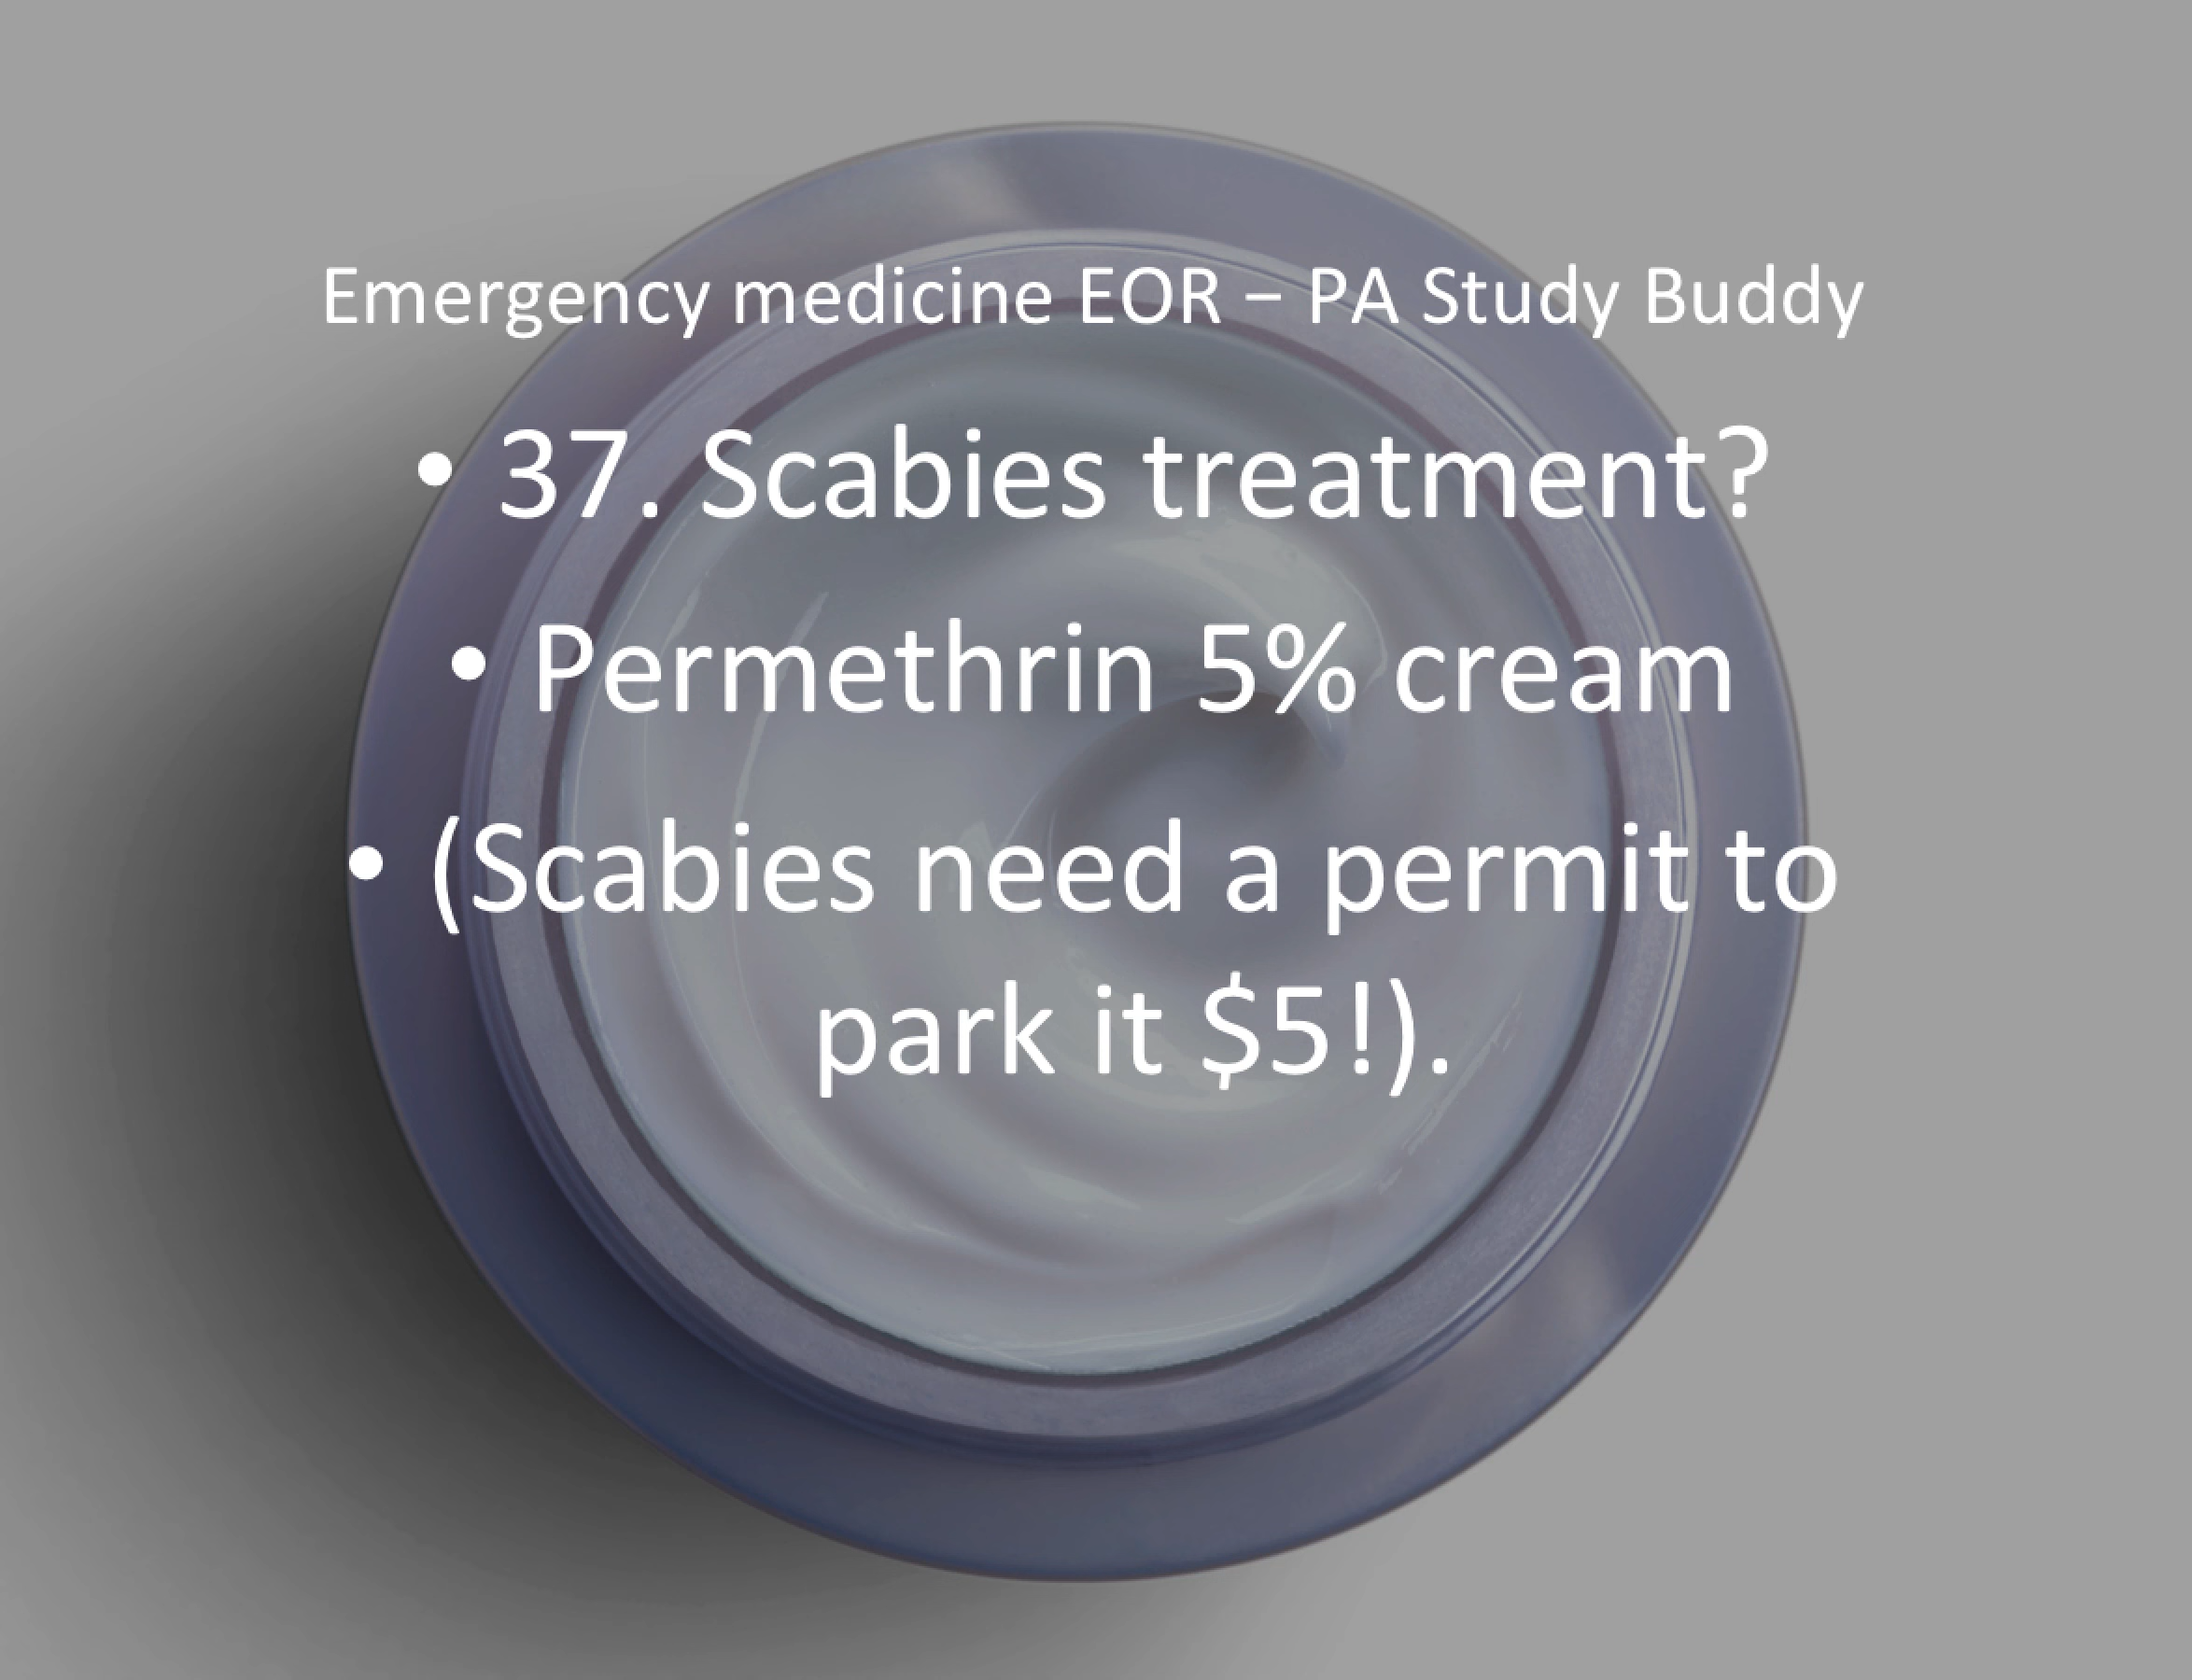 Emergency medicine EOR – PA Study Buddy
• 37. Scabies treatment?
• Permethrin 5% cream
• (Scabies need a permit to
park it $5!).